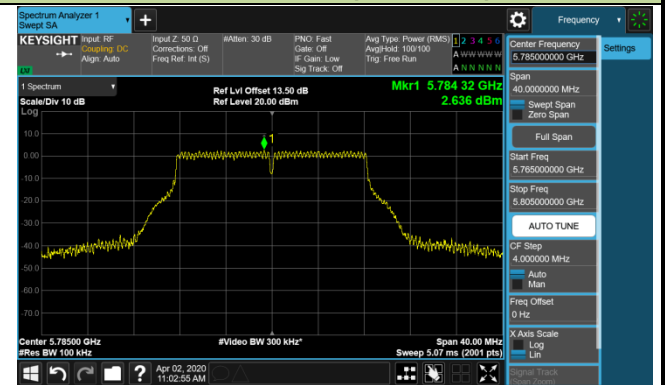 Spectrum Analyzer 1
Swept SA
+
Frequency
KEYSIGHT
Input: RF
Coupling: DC
Align: Auto
Input Z: 50 Ω
Corrections: Off
Freq Ref: Int (S)
#Atten: 30 dB
PNO: Fast
Gate: Off
IF Gain: Low
Sig Track: Off
Avg Type: Power (RMS)
Avg|Hold: 100/100
Trig: Free Run
1 2 3 4 5 6
A W W W W W
A N N N N N
LW
1 Spectrum
Scale/Div 10 dB
Log
Ref Lvl Offset 13.50 dB
Ref Level 20.00 dBm
Mkr1 5.784 32 GHz
2.636 dBm
1
10.0
0.00
-10.0
-20.0
-30.0
-40.0
-50.0
-60.0
-70.0
Center 5.78500 GHz
#Res BW 100 kHz
#Video BW 300 kHz*
Span 40.00 MHz
Sweep 5.07 ms (2001 pts)
?
Apr 02, 2020
11:02:55 AM
Center Frequency
5.785000000 GHz
Settings
Span
40.0000000 MHz
Swept Span
Zero Span
Full Span
Start Freq
5.765000000 GHz
Stop Freq
5.805000000 GHz
AUTO TUNE
CF Step
4.000000 MHz
Auto
Man
Freq Offset
0 Hz
X Axis Scale
Log
Lin
Signal Track
(Span Zoom)